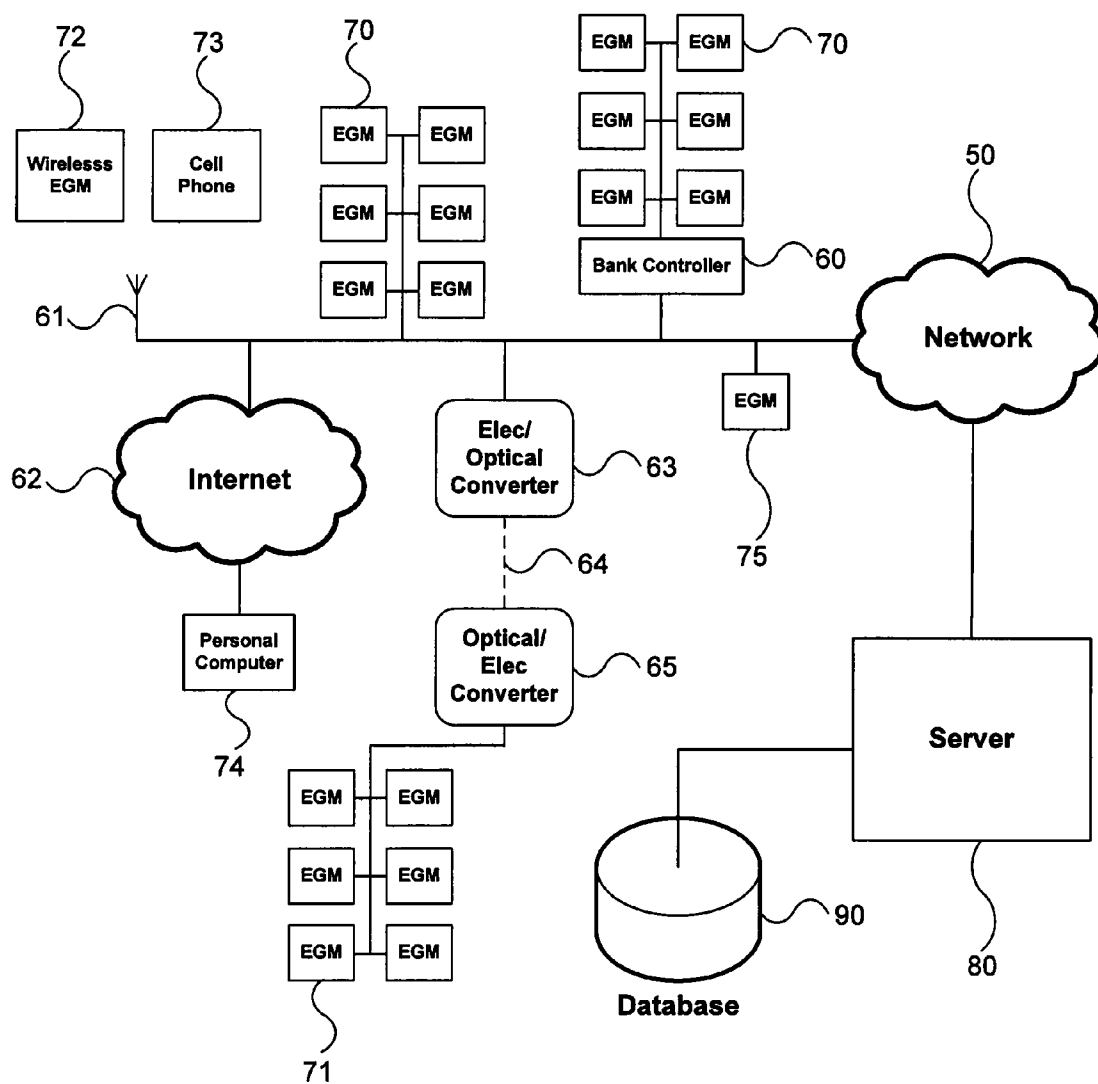 72
73
70
EGM EGM
70
Wirelesss
EGM
Cell
Phone
EGM EGM
EGM EGM
50
EGM EGM
EGM EGM
Bank Controller
60
EGM EGM
61
Network
EGM
Elec/
Optical
Converter
63
62
Internet
75
64
Personal
Computer
Optical/
Elec
Converter
65
74
Server
EGM EGM
EGM EGM
90
EGM EGM
80
Database
71